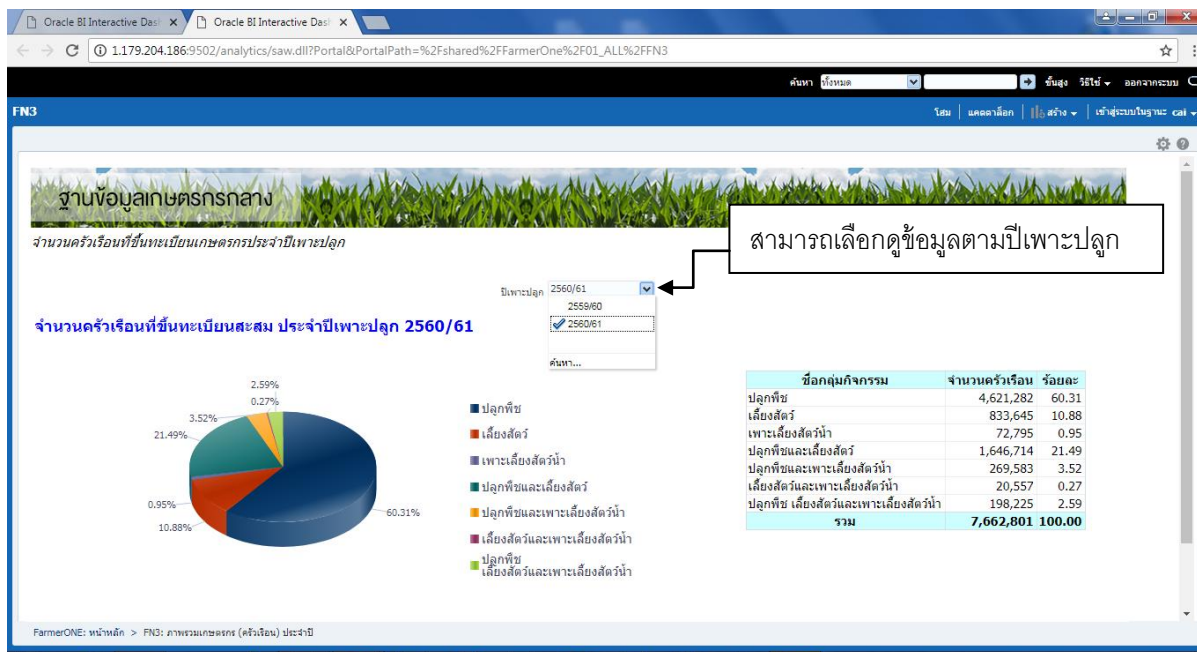 Oracle BI Interactive Das
Oracle BI Interactive Das
1.179.204.186:9502/analytics/saw.dll?Portal&PortalPath=%2Fshared%2FFarmerOne%2F01_ALL%2FFN3
ค้นหา ทั้งหมด ขั้นสูง วิธีใช้ ออกจากระบบ
FN3 โฮม แคตตาล็อก สร้าง เข้าสู่ระบบในฐานะ cai
ฐานข้อมูลเกษตรกรกลาง
สามารถเลือกดูข้อมูลตามปีเพาะปลูก
จำนวนครัวเรือนที่ขึ้นทะเบียนเกษตรกรประจำปีเพาะปลูก
ปีเพาะปลูก 2560/61
2559/60
2560/61
ค้นหา...
จำนวนครัวเรือนที่ขึ้นทะเบียนสะสม ประจำปีเพาะปลูก 2560/61
2.59%
0.27%
3.52%
21.49%
0.95%
10.88%
60.31%
ปลูกพืช
เลี้ยงสัตว์
เพาะเลี้ยงสัตว์น้ำ
ปลูกพืชและเลี้ยงสัตว์
ปลูกพืชและเพาะเลี้ยงสัตว์น้ำ
เลี้ยงสัตว์และเพาะเลี้ยงสัตว์น้ำ
ปลูกพืช
เลี้ยงสัตว์และเพาะเลี้ยงสัตว์น้ำ
ชื่อกลุ่มกิจกรรม จำนวนครัวเรือน ร้อยละ
ปลูกพืช 4,621,282 60.31
เลี้ยงสัตว์ 833,645 10.88
เพาะเลี้ยงสัตว์น้ำ 72,795 0.95
ปลูกพืชและเลี้ยงสัตว์ 1,646,714 21.49
ปลูกพืชและเพาะเลี้ยงสัตว์น้ำ 269,583 3.52
เลี้ยงสัตว์และเพาะเลี้ยงสัตว์น้ำ 20,557 0.27
ปลูกพืช เลี้ยงสัตว์และเพาะเลี้ยงสัตว์น้ำ 198,225 2.59
รวม 7,662,801 100.00
FarmerONE: หน้าหลัก > FN3: ภาพรวมเกษตรกร (ครัวเรือน) ประจำปี